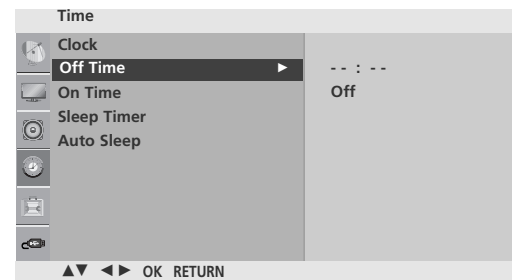 Time
Clock
Off Time ► - - : - -
On Time Off
Sleep Timer
Auto Sleep
▲▼ ◄► OK RETURN